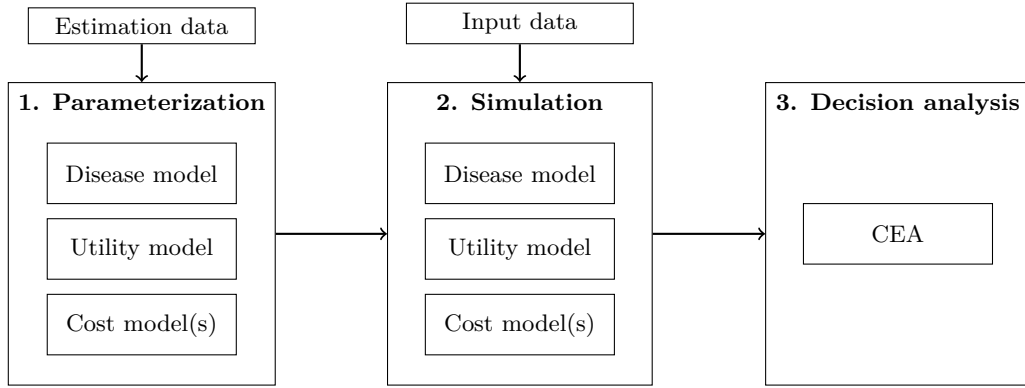 Estimation data
Input data
1. Parameterization
2. Simulation
3. Decision analysis
Disease model
Disease model
Utility model
Utility model
CEA
Cost model(s)
Cost model(s)